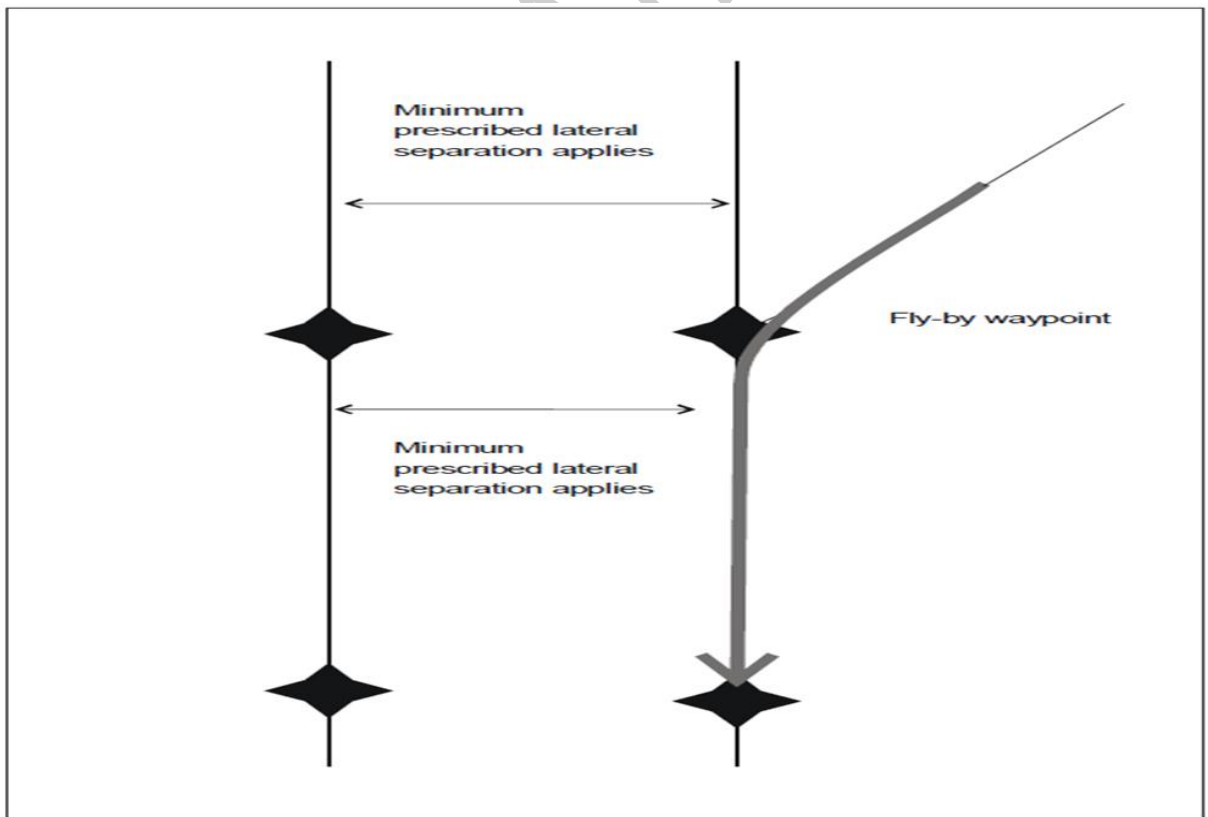 Minimum
prescribed lateral
separation applies
Fly-by waypoint
Minimum
prescribed lateral
separation applies